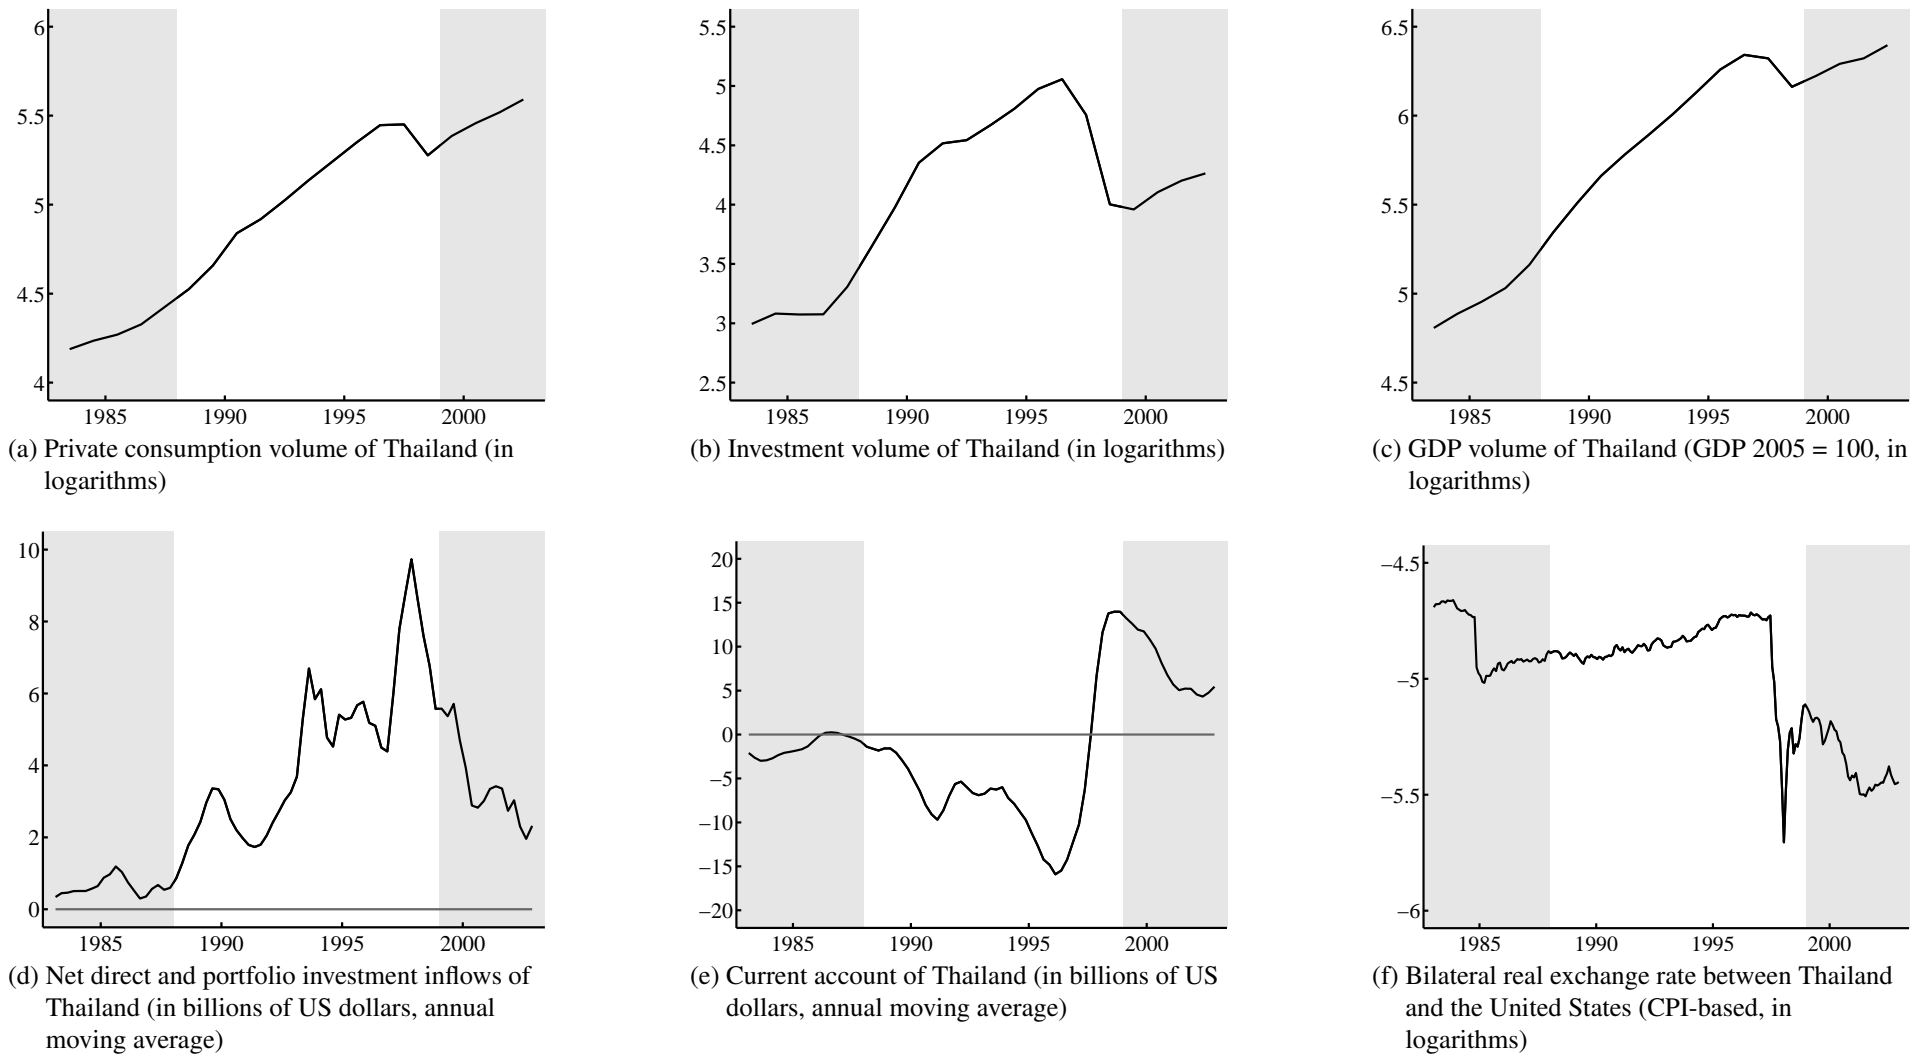 6
5.5
5
4.5
4
1985 1990 1995 2000
(a) Private consumption volume of Thailand (in
logarithms)
5.5
5
4.5
4
3.5
3
2.5
1985 1990 1995 2000
(b) Investment volume of Thailand (in logarithms)
6.5
6
5.5
5
4.5
1985 1990 1995 2000
(c) GDP volume of Thailand (GDP 2005 = 100, in
logarithms)
10
8
6
4
2
0
1985 1990 1995 2000
(d) Net direct and portfolio investment inflows of
Thailand (in billions of US dollars, annual
moving average)
20
15
10
5
0
−5
−10
−15
−20
1985 1990 1995 2000
(e) Current account of Thailand (in billions of US
dollars, annual moving average)
−4.5
−5
−5.5
−6
1985 1990 1995 2000
(f) Bilateral real exchange rate between Thailand
and the United States (CPI-based, in
logarithms)